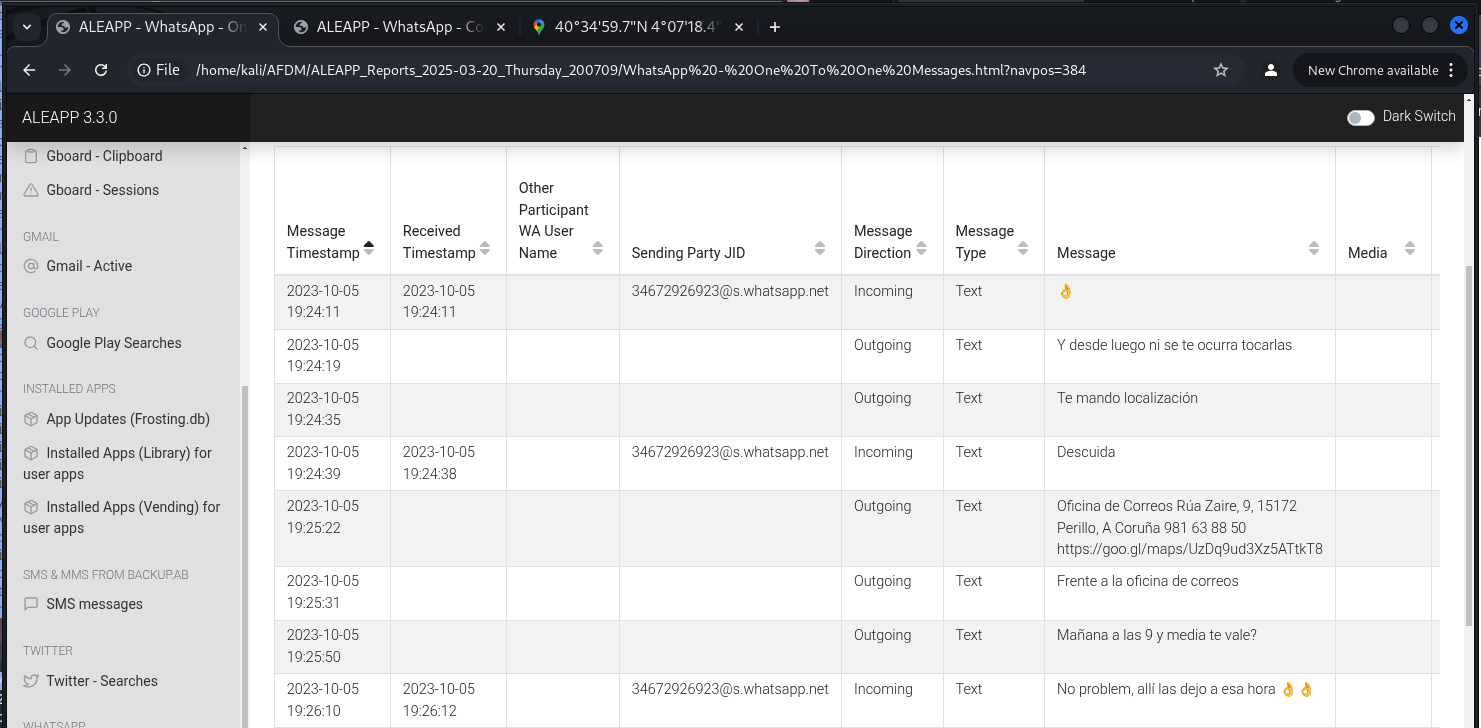 ALEAPP - WhatsApp - On
ALEAPP - WhatsApp - Co
40°34'59.7"N 4°07'18.4"
File
/home/kali/AFDM/ALEAPP_Reports_2025-03-20_Thursday_200709/WhatsApp%20-%20One%20To%20One%20Messages.html?navpos=384
New Chrome available
ALEAPP 3.3.0
Dark Switch
Gboard - Clipboard
Gboard - Sessions
GMAIL
Gmail - Active
GOOGLE PLAY
Google Play Searches
INSTALLED APPS
App Updates (Frosting.db)
Installed Apps (Library) for
user apps
Installed Apps (Vending) for
user apps
SMS & MMS FROM BACKUP.AB
SMS messages
TWITTER
Twitter - Searches
WHATSAPP
Message
Timestamp
Received
Timestamp
Other
Participant
WA User
Name
Sending Party JID
Message
Direction
Message
Type
Message
Media
2023-10-05
19:24:11
2023-10-05
19:24:11
34672926923@s.whatsapp.net
Incoming
Text
👌
2023-10-05
19:24:19
Outgoing
Text
Y desde luego ni se te ocurra tocarlas
2023-10-05
19:24:35
Outgoing
Text
Te mando localización
2023-10-05
19:24:39
2023-10-05
19:24:38
34672926923@s.whatsapp.net
Incoming
Text
Descuida
2023-10-05
19:25:22
Outgoing
Text
Oficina de Correos Rúa Zaire, 9, 15172
Perillo, A Coruña 981 63 88 50
https://goo.gl/maps/UzDq9ud3Xz5ATtkT8
2023-10-05
19:25:31
Outgoing
Text
Frente a la oficina de correos
2023-10-05
19:25:50
Outgoing
Text
Mañana a las 9 y media te vale?
2023-10-05
19:26:10
2023-10-05
19:26:12
34672926923@s.whatsapp.net
Incoming
Text
No problem, allí las dejo a esa hora 👌👌